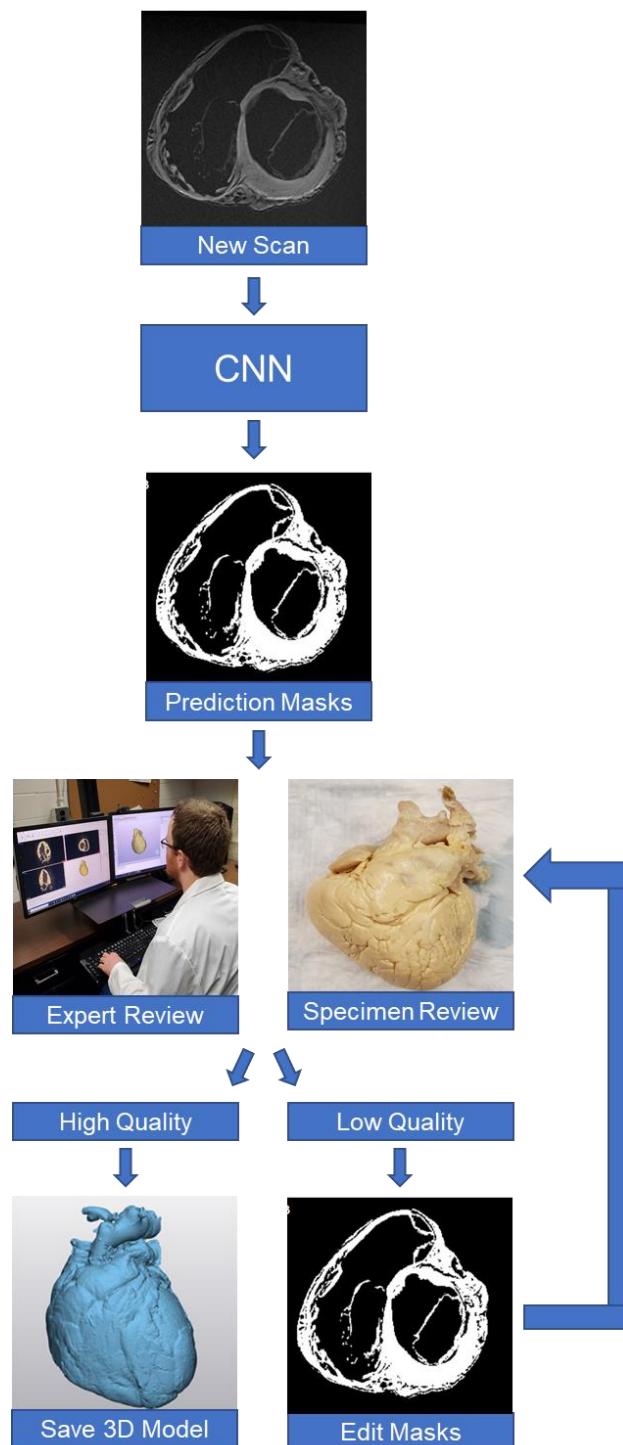 New Scan
CNN
Prediction Masks
Expert Review
Specimen Review
High Quality
Low Quality
Save 3D Model
Edit Masks